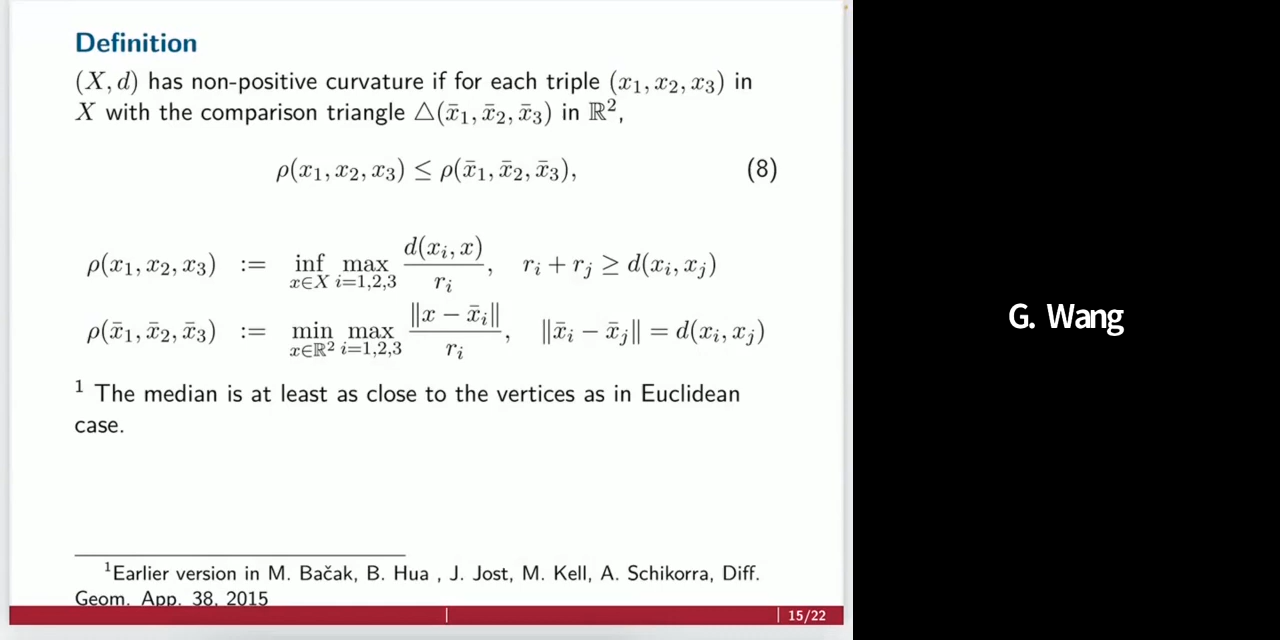 Definition
(X, d) has non-positive curvature if for each triple (x₁, x₂, x₃) in
X with the comparison triangle △(x̄₁, x̄₂, x̄₃) in ℝ²,
ρ(x₁, x₂, x₃) ≤ ρ(x̄₁, x̄₂, x̄₃), (8)
ρ(x₁, x₂, x₃) := inf_{x∈X} max_{i=1,2,3} d(xᵢ, x)/rᵢ, rᵢ + rⱼ ≥ d(xᵢ, xⱼ)
ρ(x̄₁, x̄₂, x̄₃) := min_{x∈ℝ²} max_{i=1,2,3} ‖x − x̄ᵢ‖/rᵢ, ‖x̄ᵢ − x̄ⱼ‖ = d(xᵢ, xⱼ)
¹ The median is at least as close to the vertices as in Euclidean
case.
¹Earlier version in M. Bačak, B. Hua , J. Jost, M. Kell, A. Schikorra, Diff.
Geom. App. 38, 2015
15/22
G. Wang